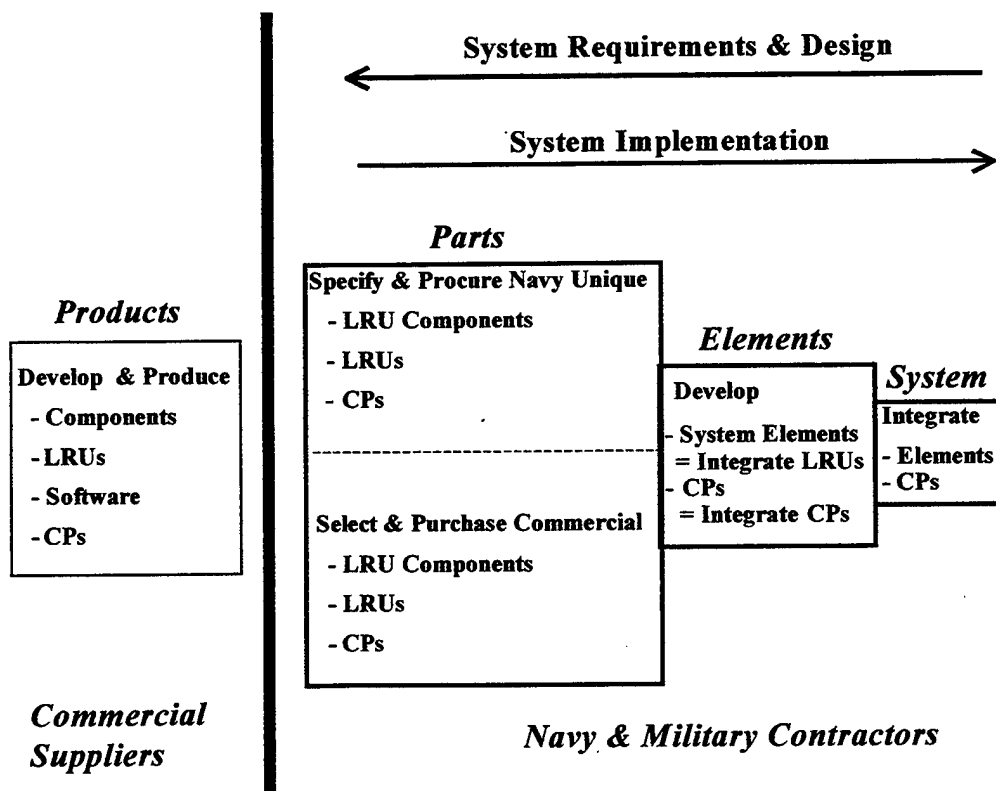 System Requirements & Design
System Implementation
Products
Develop & Produce
- Components
- LRUs
- Software
- CPs
Commercial
Suppliers
Parts
Specify & Procure Navy Unique
- LRU Components
- LRUs
- CPs
Select & Purchase Commercial
- LRU Components
- LRUs
- CPs
Elements
Develop
- System Elements
= Integrate LRUs
- CPs
= Integrate CPs
System
Integrate
- Elements
- CPs
Navy & Military Contractors